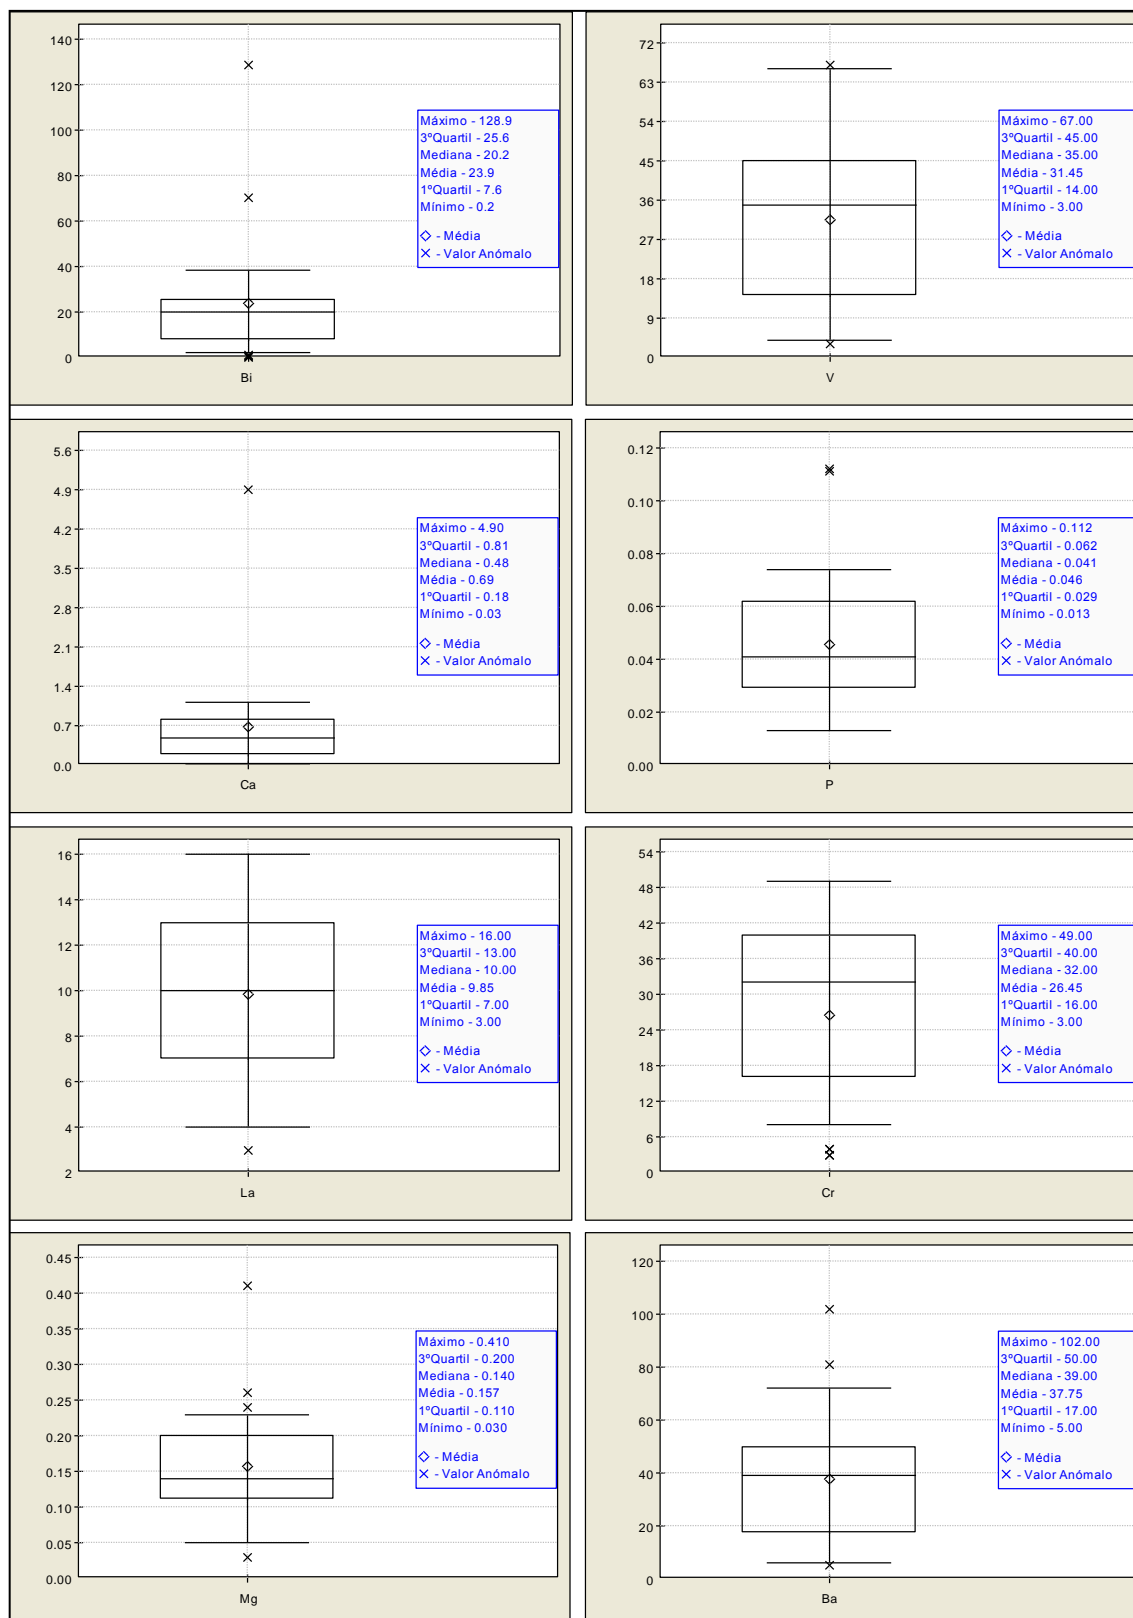 140
120
100
80
60
40
20
0
Bi
Máximo - 128.9
3ºQuartil - 25.6
Mediana - 20.2
Média - 23.9
1ºQuartil - 7.6
Mínimo - 0.2
- Média
- Valor Anómalo
72
63
54
45
36
27
18
9
0
V
Máximo - 67.00
3ºQuartil - 45.00
Mediana - 35.00
Média - 31.45
1ºQuartil - 14.00
Mínimo - 3.00
- Média
- Valor Anómalo
5.6
4.9
4.2
3.5
2.8
2.1
1.4
0.7
0.0
Ca
Máximo - 4.90
3ºQuartil - 0.81
Mediana - 0.48
Média - 0.69
1ºQuartil - 0.18
Mínimo - 0.03
- Média
- Valor Anómalo
0.12
0.10
0.08
0.06
0.04
0.02
0.00
P
Máximo - 0.112
3ºQuartil - 0.062
Mediana - 0.041
Média - 0.046
1ºQuartil - 0.029
Mínimo - 0.013
- Média
- Valor Anómalo
16
14
12
10
8
6
4
2
La
Máximo - 16.00
3ºQuartil - 13.00
Mediana - 10.00
Média - 9.85
1ºQuartil - 7.00
Mínimo - 3.00
- Média
- Valor Anómalo
54
48
42
36
30
24
18
12
6
0
Cr
Máximo - 49.00
3ºQuartil - 40.00
Mediana - 32.00
Média - 26.45
1ºQuartil - 16.00
Mínimo - 3.00
- Média
- Valor Anómalo
0.45
0.40
0.35
0.30
0.25
0.20
0.15
0.10
0.05
0.00
Mg
Máximo - 0.410
3ºQuartil - 0.200
Mediana - 0.140
Média - 0.157
1ºQuartil - 0.110
Mínimo - 0.030
- Média
- Valor Anómalo
120
100
80
60
40
20
0
Ba
Máximo - 102.00
3ºQuartil - 50.00
Mediana - 39.00
Média - 37.75
1ºQuartil - 17.00
Mínimo - 5.00
- Média
- Valor Anómalo